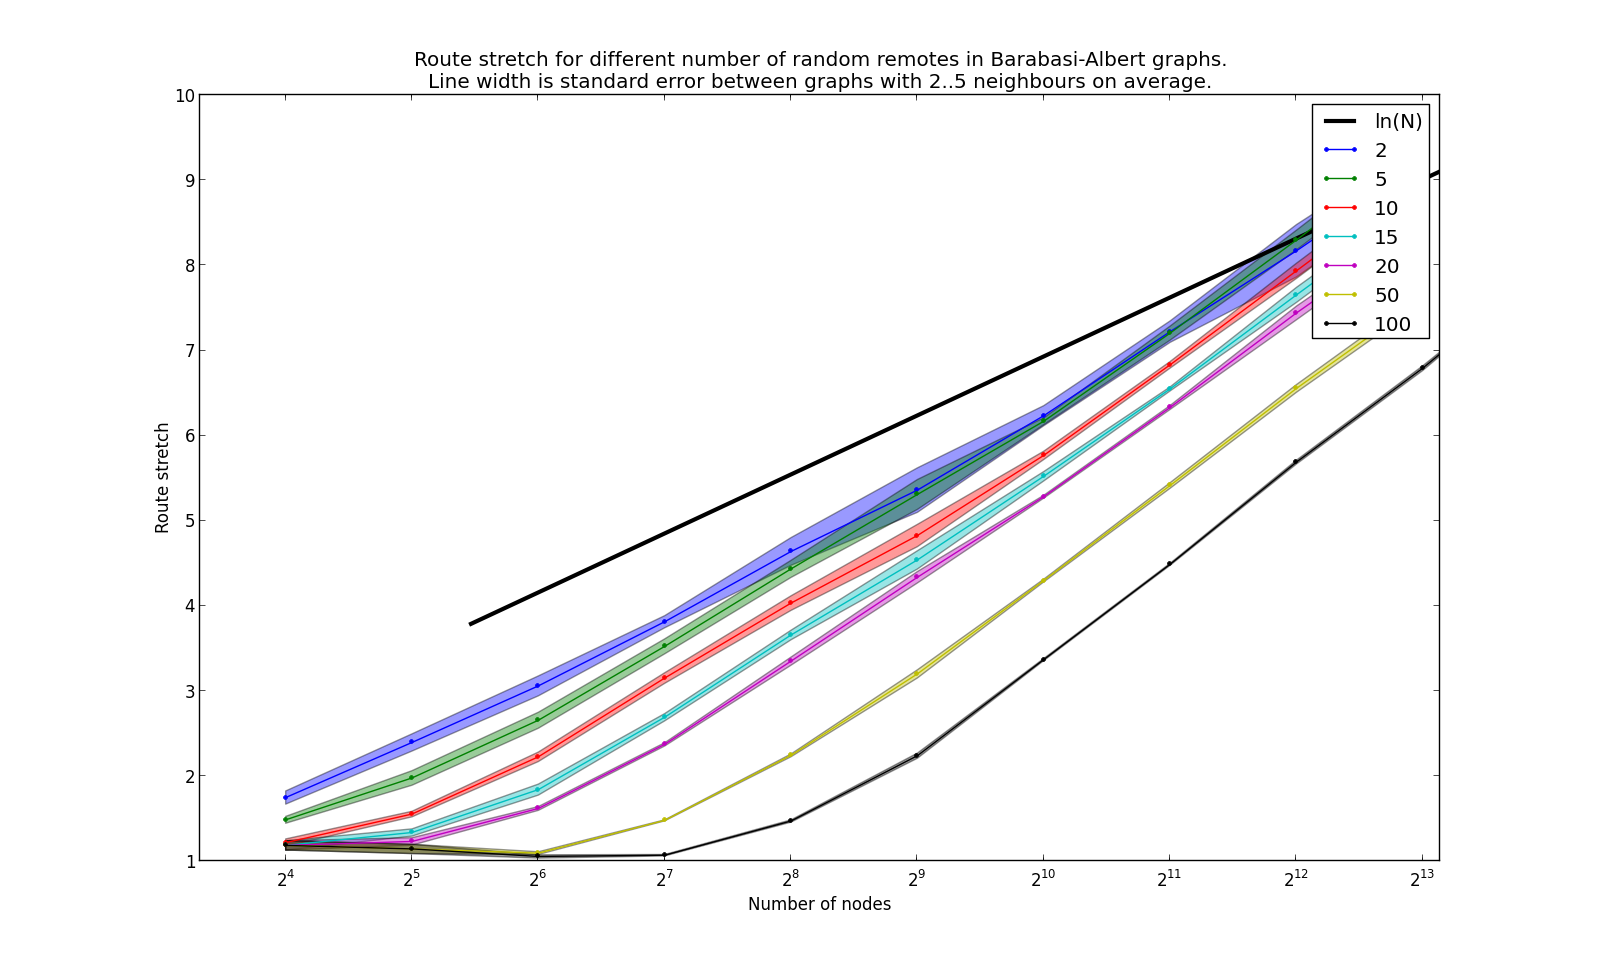 Route stretch for different number of random remotes in Barabasi-Albert graphs.
Line width is standard error between graphs with 2..5 neighbours on average.
10
9
8
7
6
5
4
3
2
1
Route stretch
ln(N)
2
5
10
15
20
50
100
2^4 2^5 2^6 2^7 2^8 2^9 2^10 2^11 2^12 2^13
Number of nodes